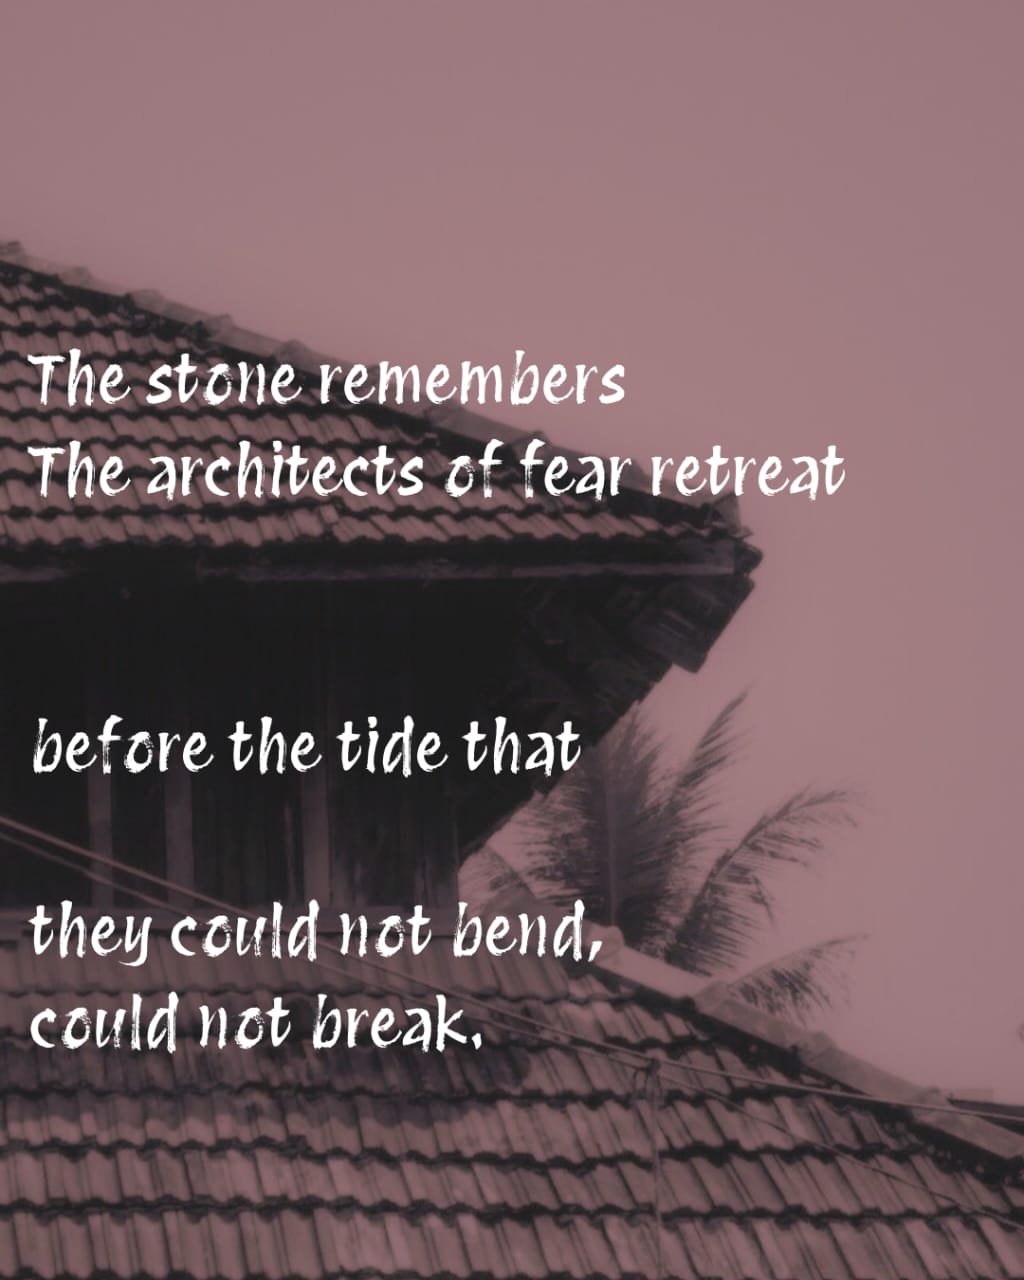 The stone remembers
The architects of fear retreat
before the tide that
they could not bend,
could not break.